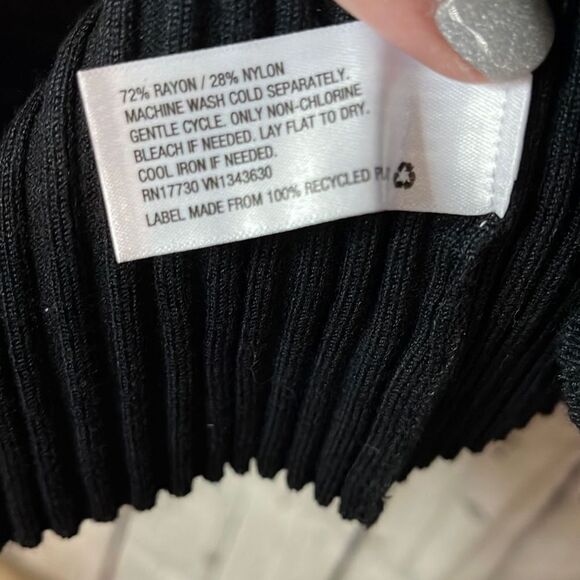 72% RAYON / 28% NYLON
MACHINE WASH COLD SEPARATELY.
GENTLE CYCLE. ONLY NON-CHLORINE
BLEACH IF NEEDED. LAY FLAT TO DRY.
COOL IRON IF NEEDED.
RN17730 VN1343630
LABEL MADE FROM 100% RECYCLED